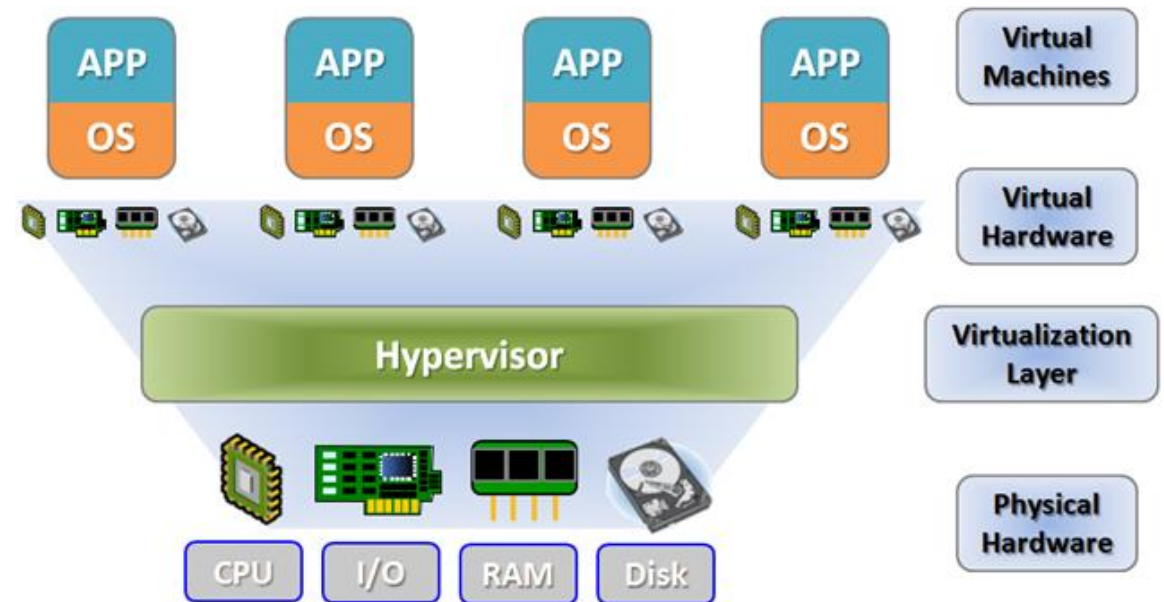 APP
APP
APP
APP
Virtual
Machines
OS
OS
OS
OS
Virtual
Hardware
Hypervisor
Virtualization
Layer
Physical
Hardware
CPU
I/O
RAM
Disk